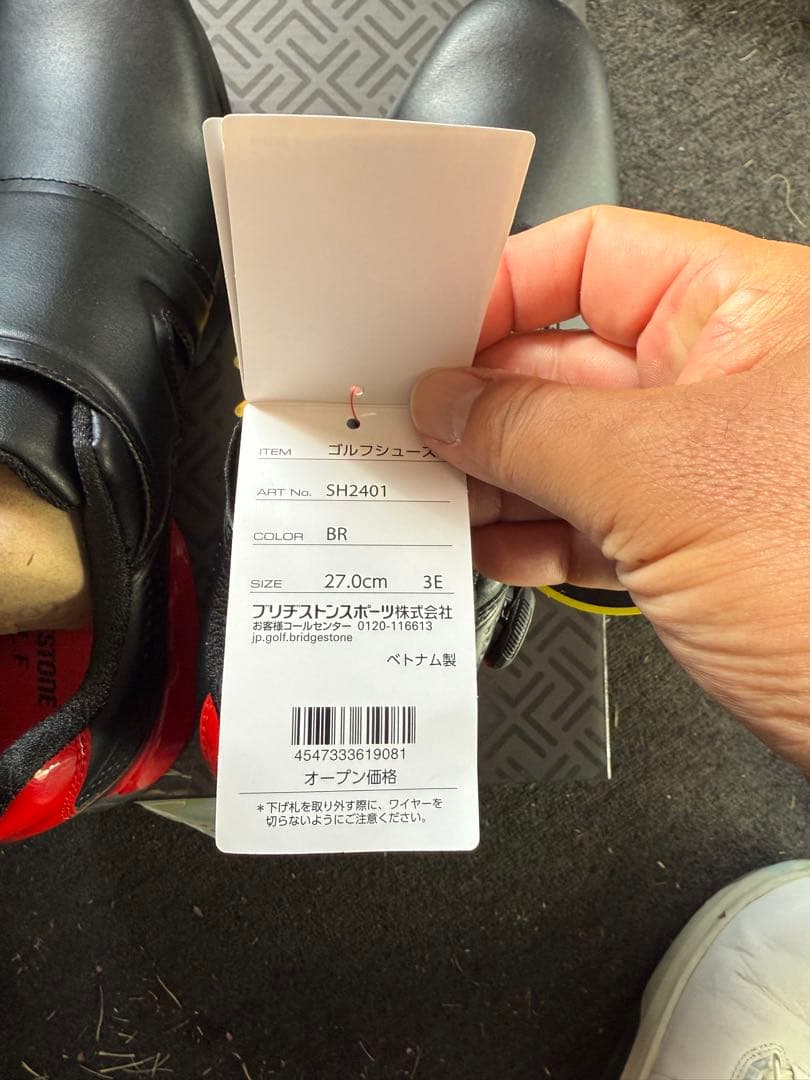 ITEM ゴルフシューズ
ART No. SH2401
COLOR BR
SIZE 27.0cm 3E
ブリヂストンスポーツ株式会社
お客様コールセンター 0120-116613
jp.golf.bridgestone
ベトナム製
4547333619081
オープン価格
*下げ札を取り外す際に、ワイヤーを
切らないようにご注意ください。
STONE
F